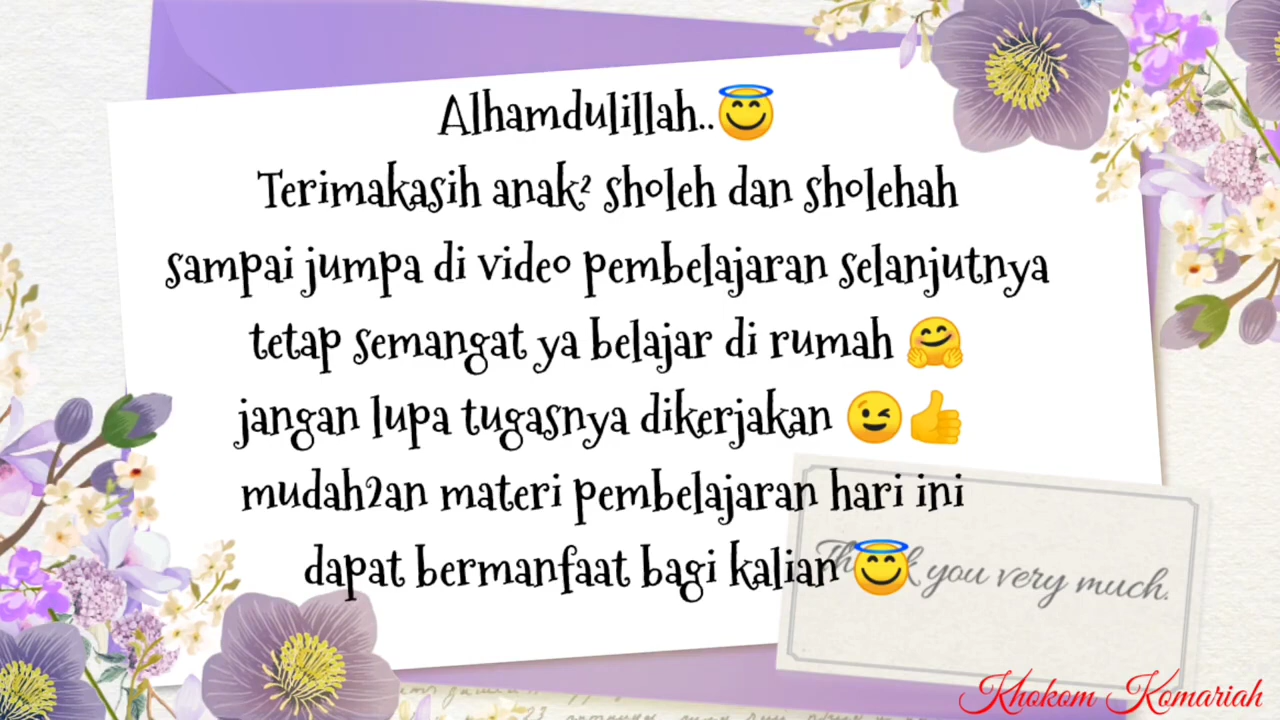 Alhamdulillah..😇
Terimakasih anak² sholeh dan sholehah
sampai jumpa di video pembelajaran selanjutnya
tetap semangat ya belajar di rumah 🤗
jangan lupa tugasnya dikerjakan 😉👍
mudah2an materi pembelajaran hari ini
dapat bermanfaat bagi kalian 😇
Thank you very much.
Khokom Komariah